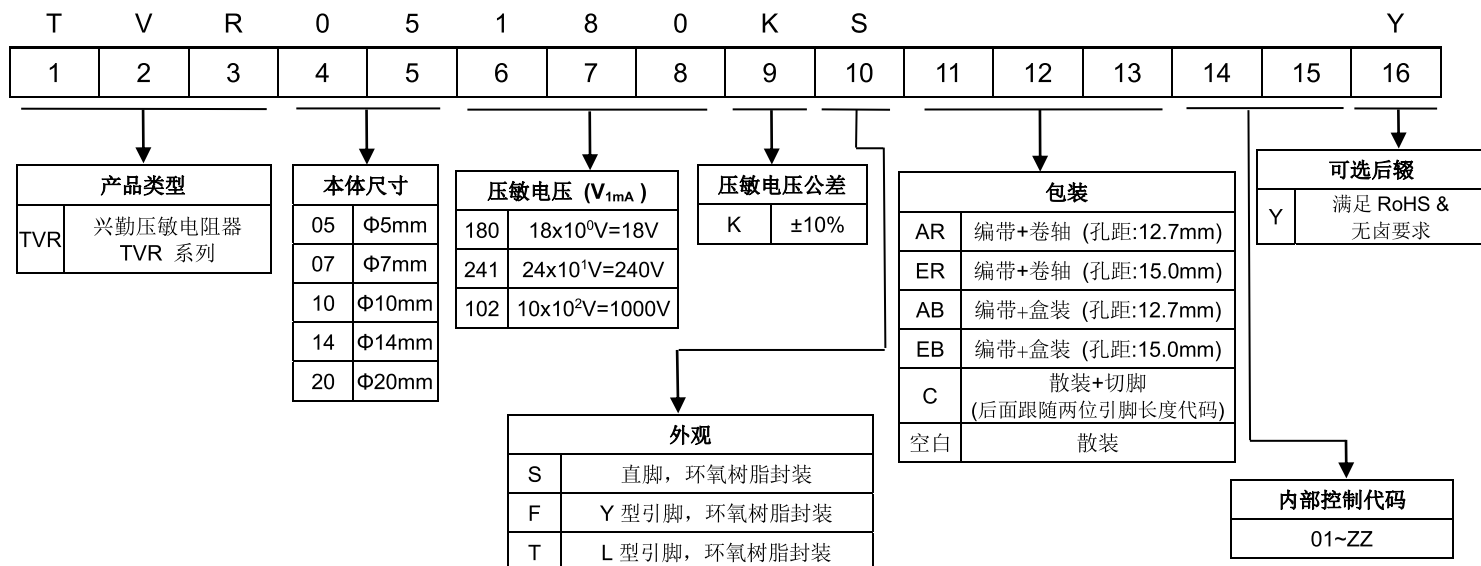 T V R 0 5 1 8 0 K S Y
1 2 3 4 5 6 7 8 9 10 11 12 13 14 15 16
产品类型
TVR 兴勤压敏电阻器
TVR 系列
本体尺寸
05 Φ5mm
07 Φ7mm
10 Φ10mm
14 Φ14mm
20 Φ20mm
压敏电压 (V1mA )
180 18x10⁰V=18V
241 24x10¹V=240V
102 10x10²V=1000V
压敏电压公差
K ±10%
外观
S 直脚，环氧树脂封装
F Y 型引脚，环氧树脂封装
T L 型引脚，环氧树脂封装
包装
AR 编带+卷轴 (孔距:12.7mm)
ER 编带+卷轴 (孔距:15.0mm)
AB 编带+盒装 (孔距:12.7mm)
EB 编带+盒装 (孔距:15.0mm)
C 散装+切脚
(后面跟随两位引脚长度代码)
空白 散装
内部控制代码
01~ZZ
可选后辍
Y 满足 RoHS &
无卤要求